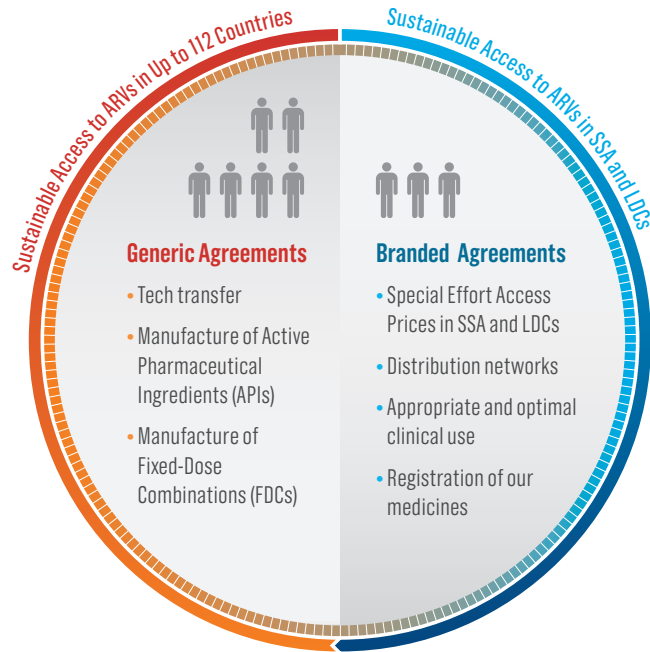 Sustainable Access to ARVs in Up to 112 Countries
Sustainable Access to ARVs in SSA and LDCs
Generic Agreements
• Tech transfer
• Manufacture of Active
Pharmaceutical
Ingredients (APIs)
• Manufacture of
Fixed-Dose
Combinations (FDCs)
Branded Agreements
• Special Effort Access
Prices in SSA and LDCs
• Distribution networks
• Appropriate and optimal
clinical use
• Registration of our
medicines